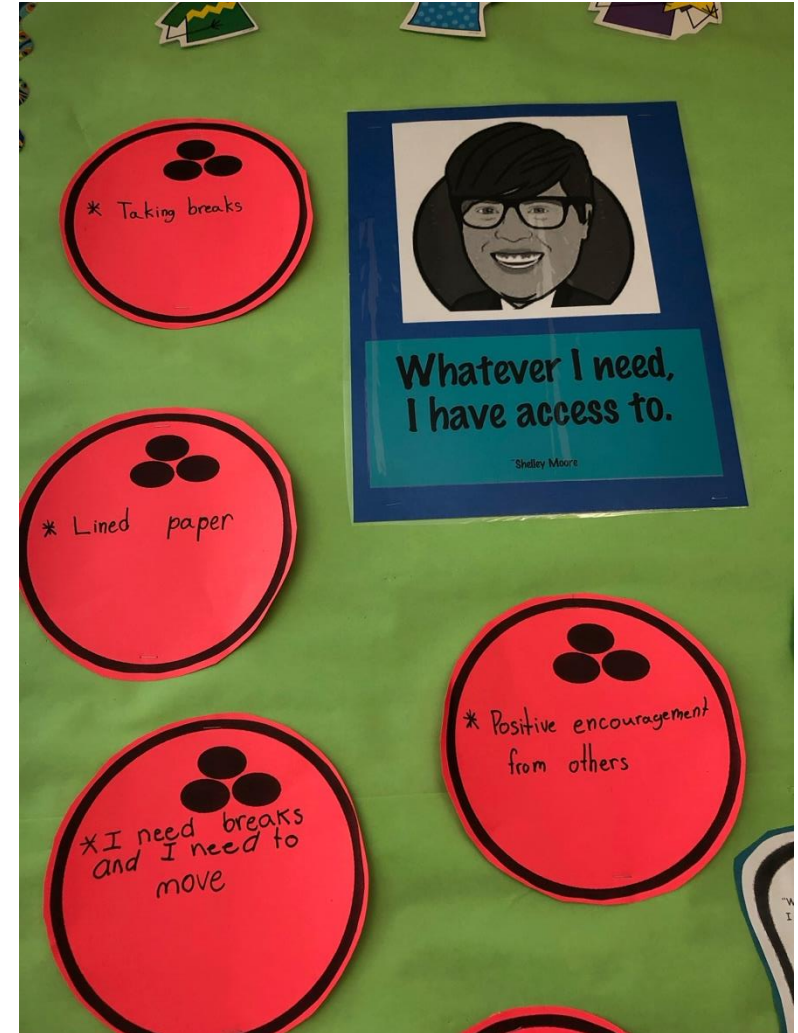 * Taking breaks
Whatever I need,
I have access to.
~Shelley Moore
* Lined paper
* Positive encouragement
from others
* I need breaks
and I need to
move
"W
I